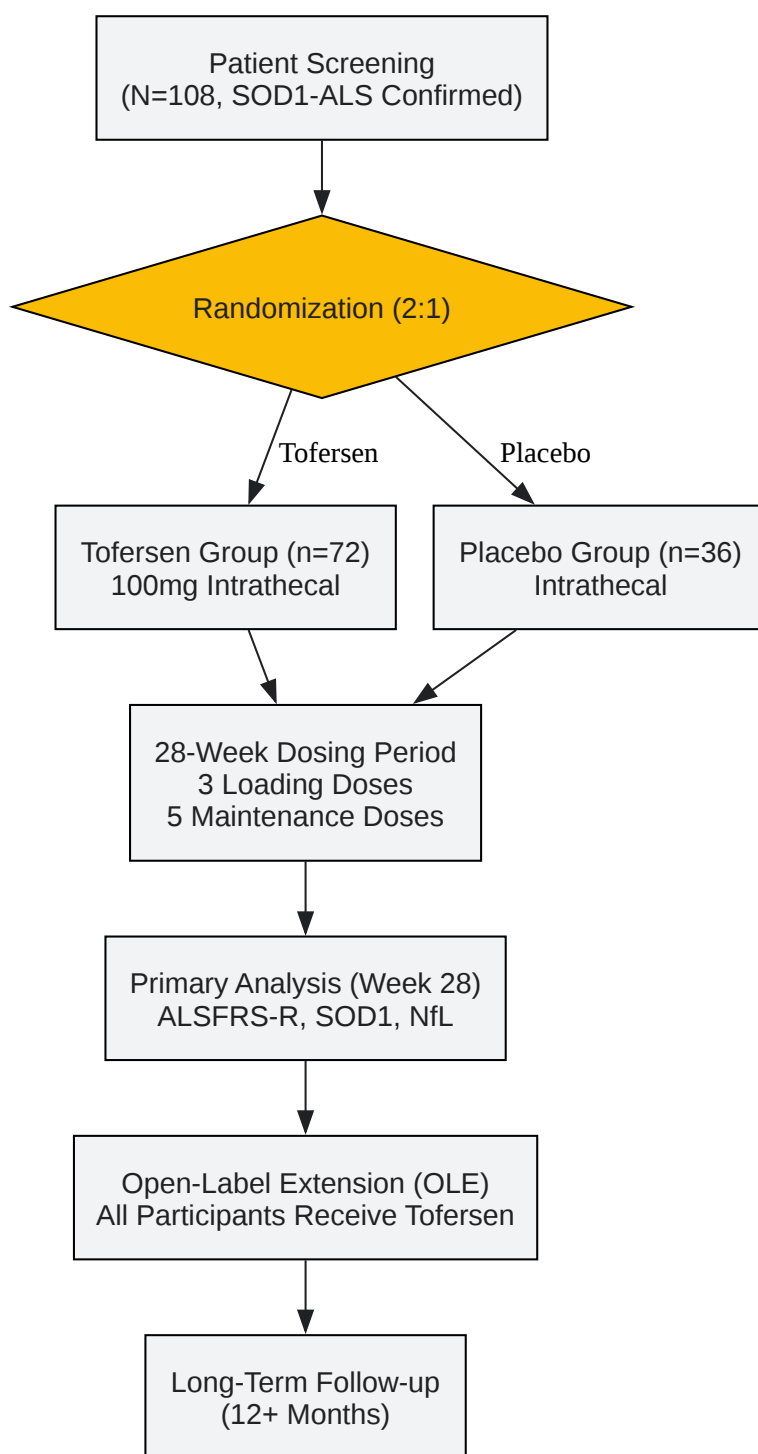 Patient Screening
(N=108, SOD1-ALS Confirmed)
Randomization (2:1)
Tofersen
Placebo
Tofersen Group (n=72)
100mg Intrathecal
Placebo Group (n=36)
Intrathecal
28-Week Dosing Period
3 Loading Doses
5 Maintenance Doses
Primary Analysis (Week 28)
ALSFRS-R, SOD1, NfL
Open-Label Extension (OLE)
All Participants Receive Tofersen
Long-Term Follow-up
(12+ Months)